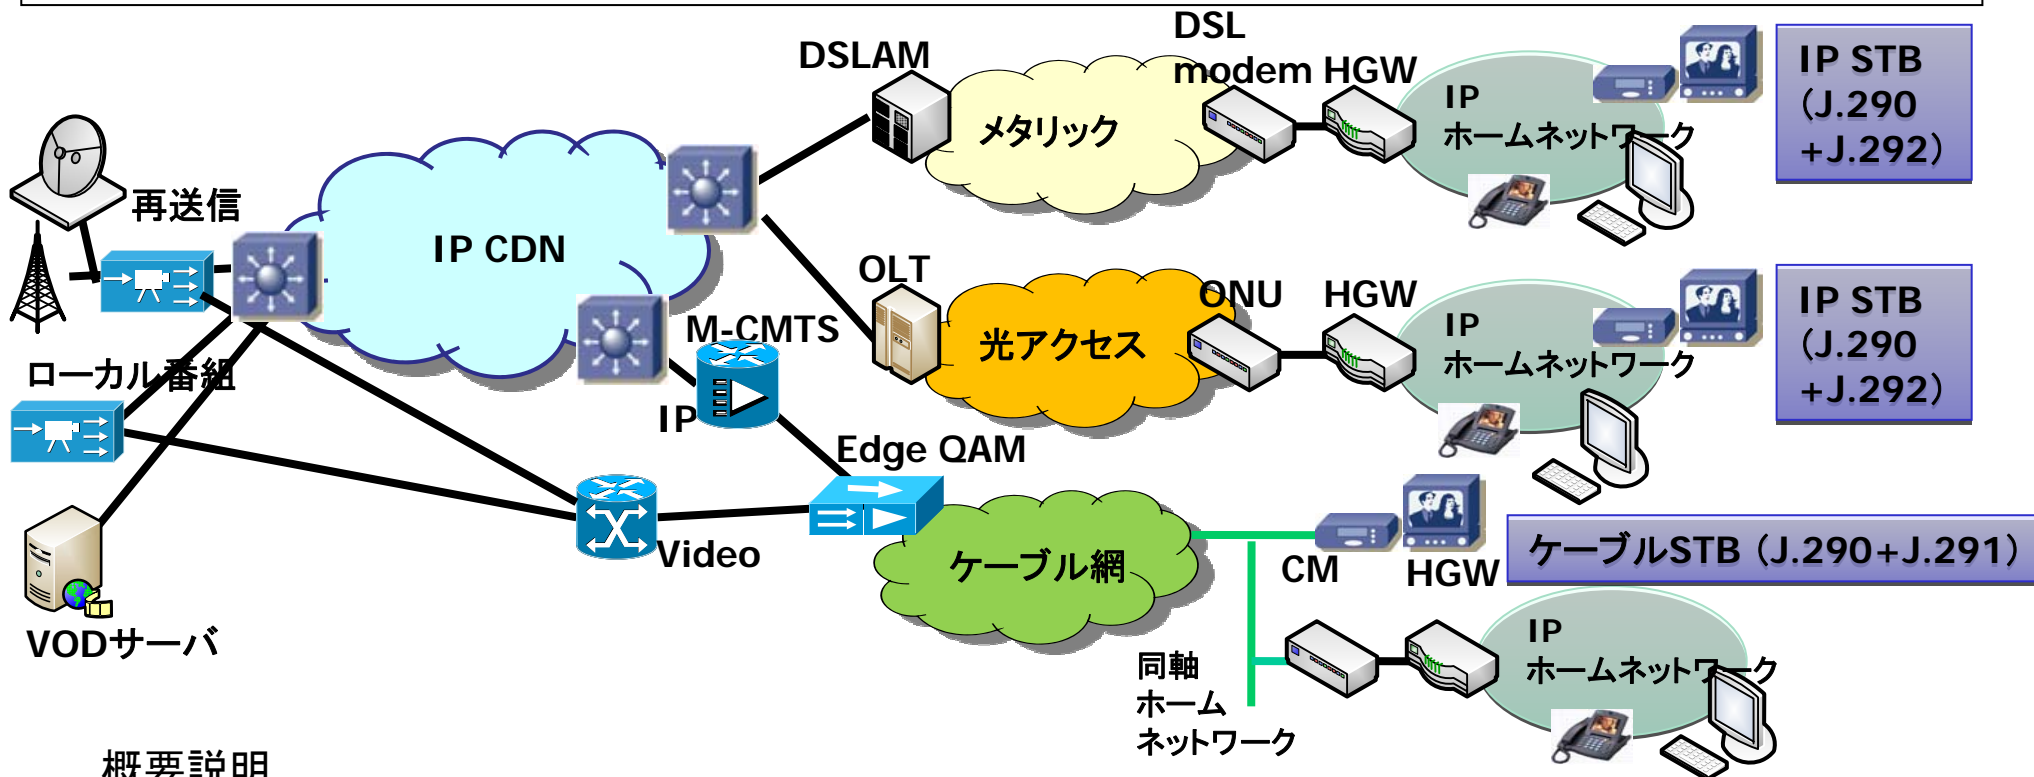 DSLAM
メタリック
DSL
modem
HGW
IP
ホームネットワーク
IP STB
(J.290
+J.292)
再送信
IP CDN
OLT
光アクセス
ONU
HGW
IP
ホームネットワーク
IP STB
(J.290
+J.292)
M-CMTS
IP
ローカル番組
Edge QAM
Video
ケーブル網
CM
HGW
ケーブルSTB (J.290+J.291)
VODサーバ
同軸
ホーム
ネットワーク
IP
ホームネットワーク
概要説明